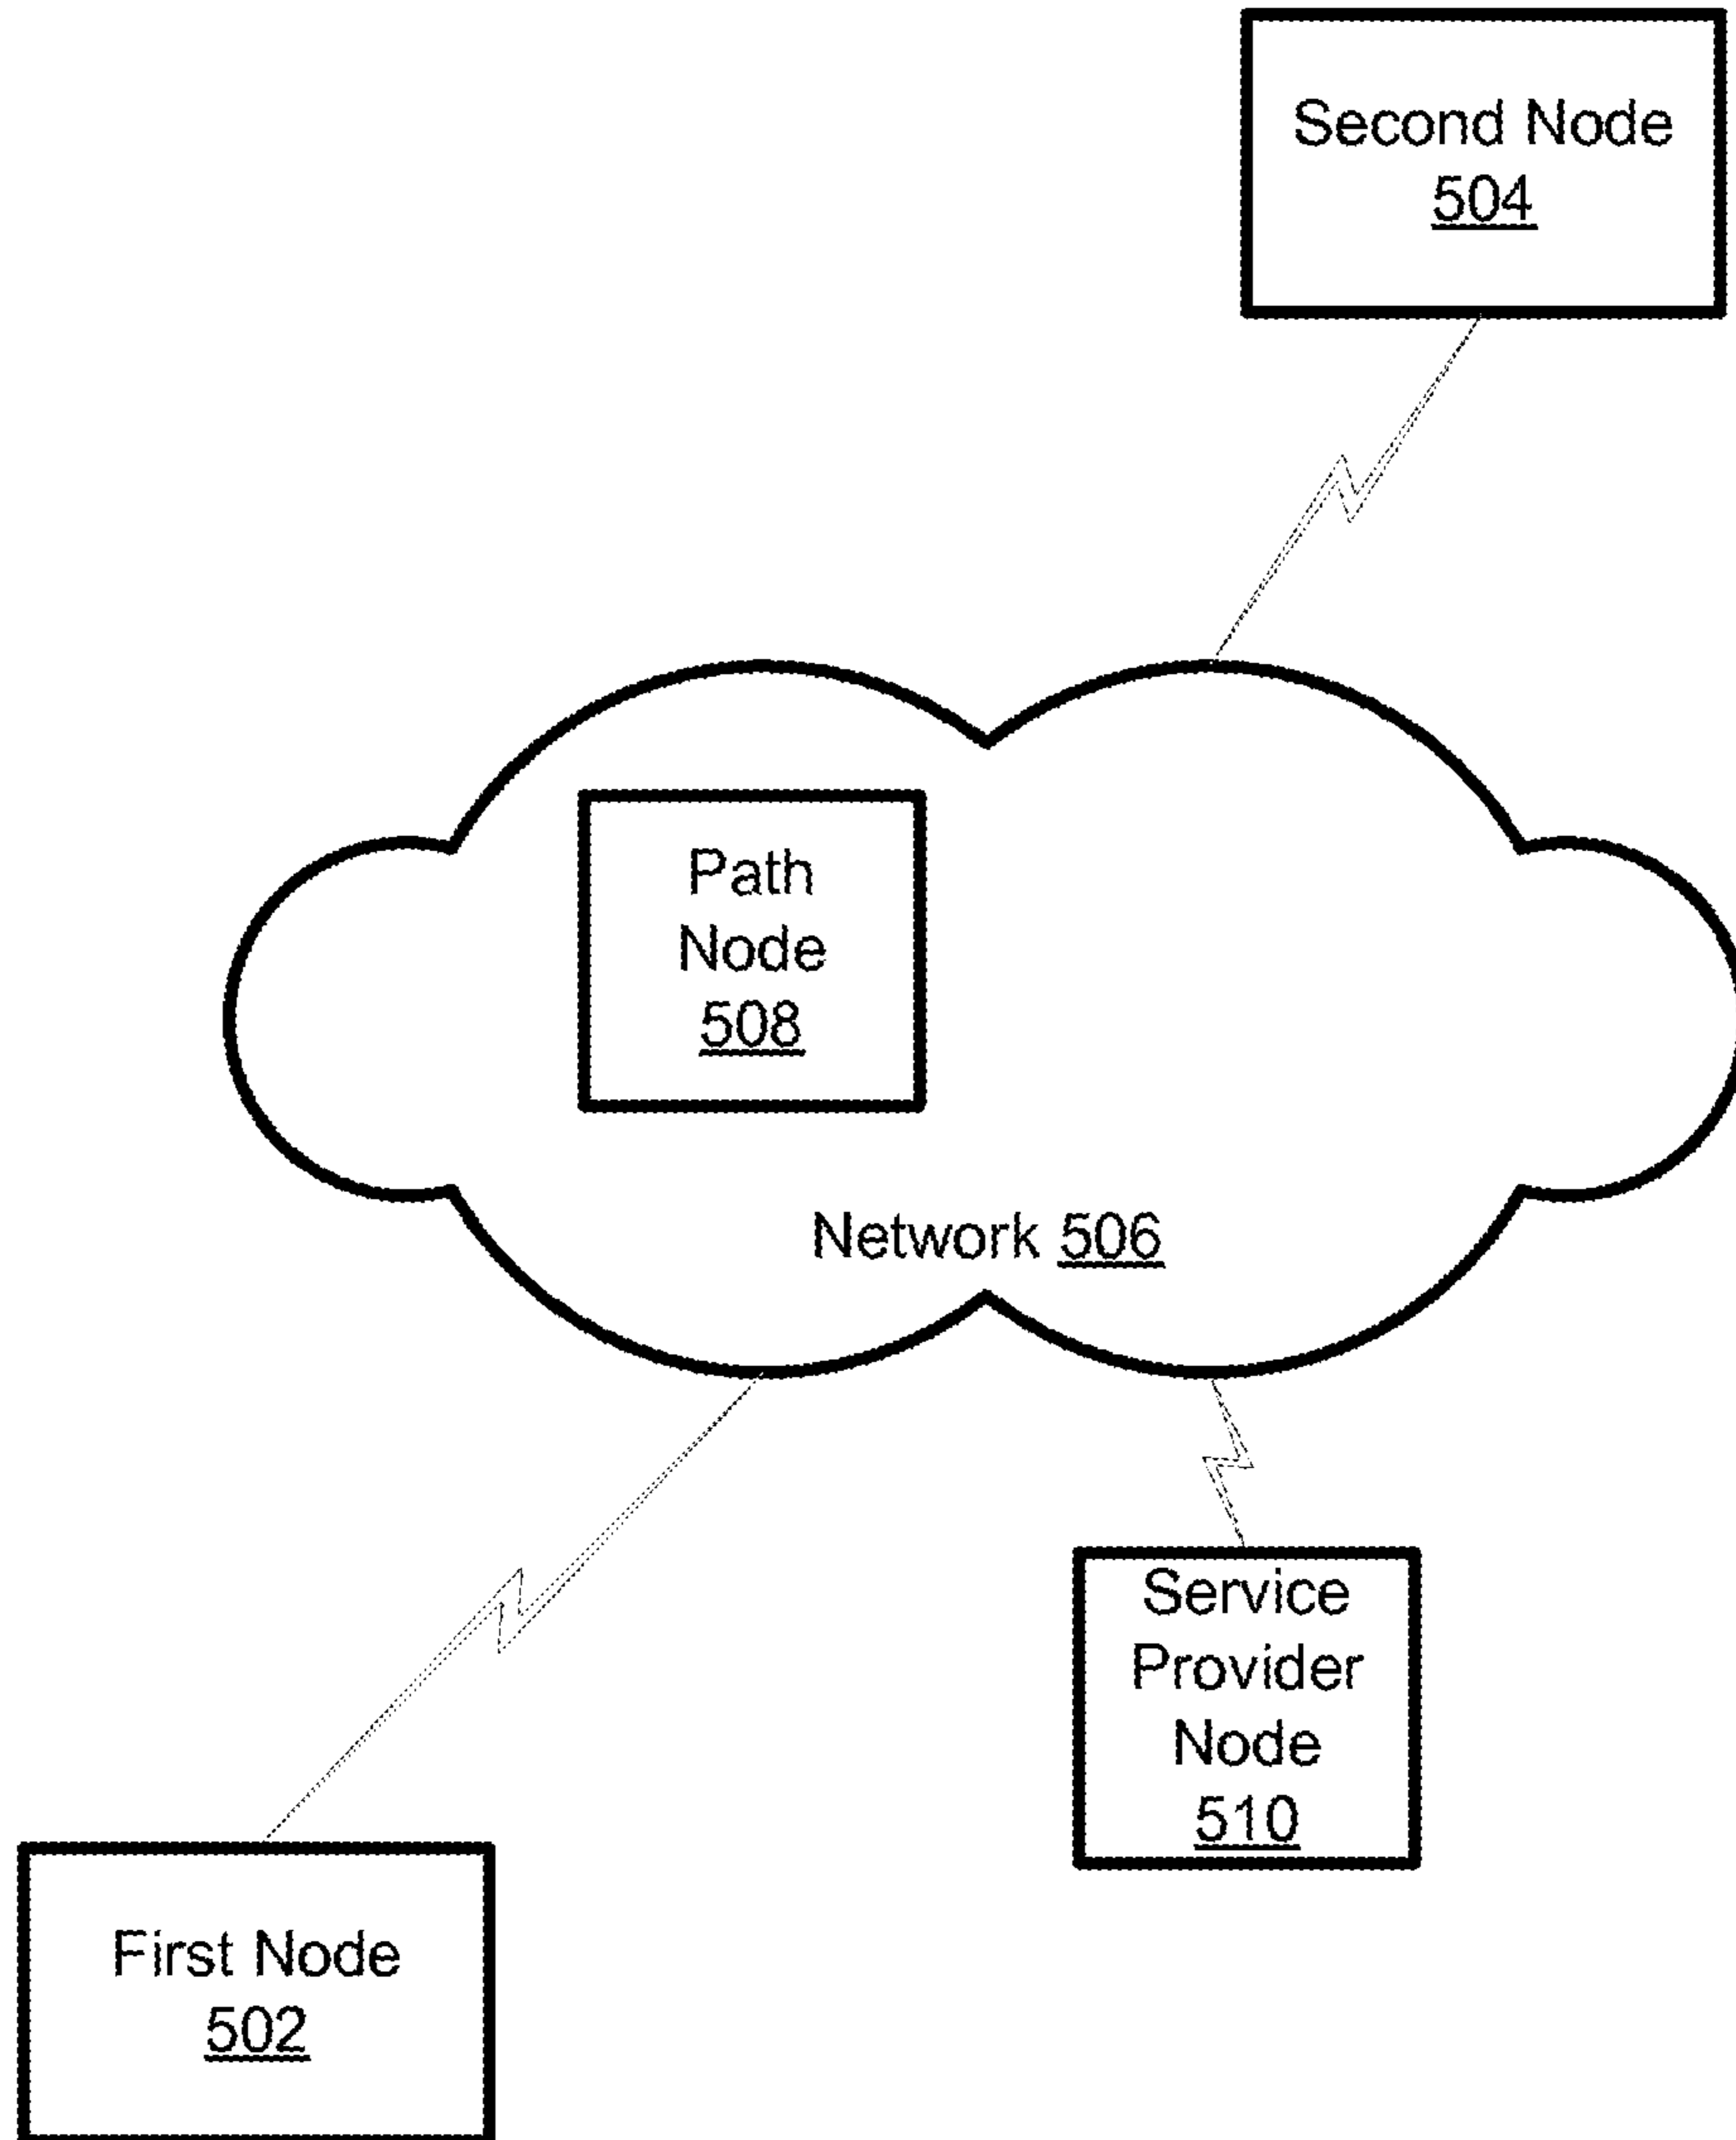 Second Node
504
Path
Node
508
Network 506
Service
Provider
Node
510
First Node
502